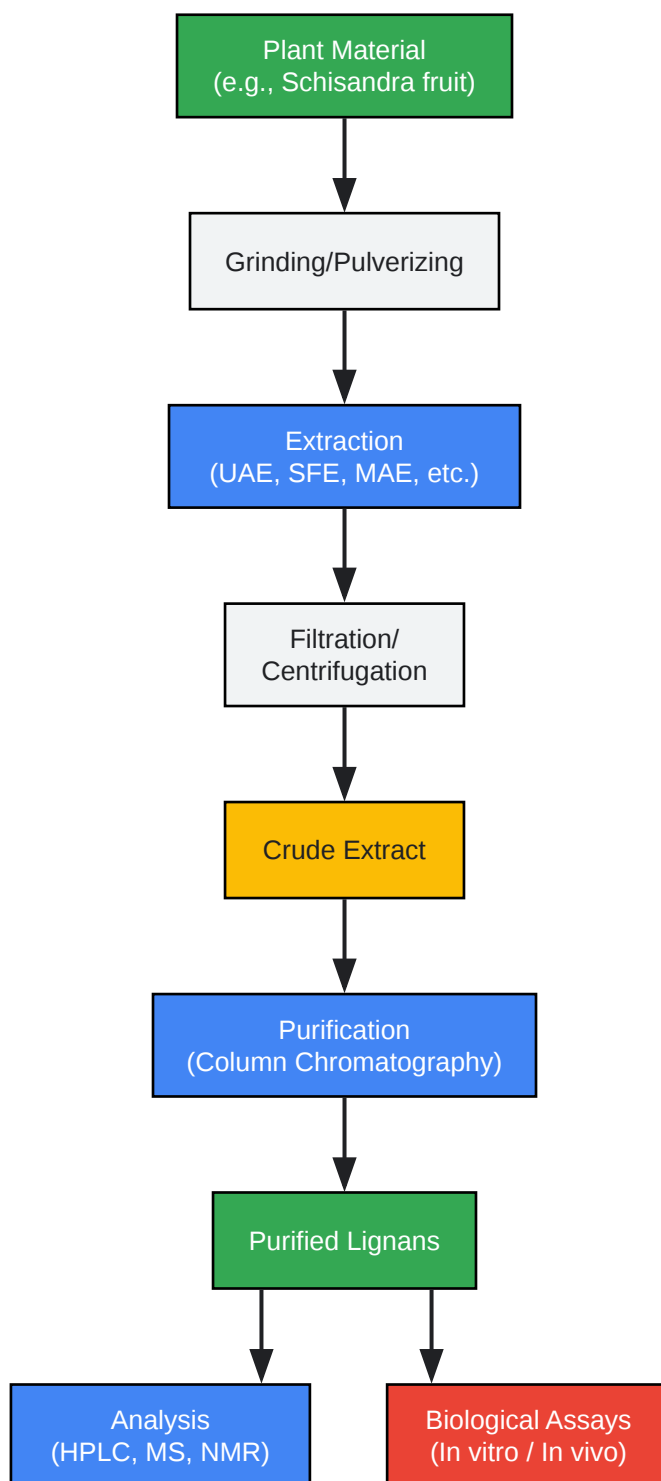 Plant Material
(e.g., Schisandra fruit)
Grinding/Pulverizing
Extraction
(UAE, SFE, MAE, etc.)
Filtration/
Centrifugation
Crude Extract
Purification
(Column Chromatography)
Purified Lignans
Analysis
(HPLC, MS, NMR)
Biological Assays
(In vitro / In vivo)